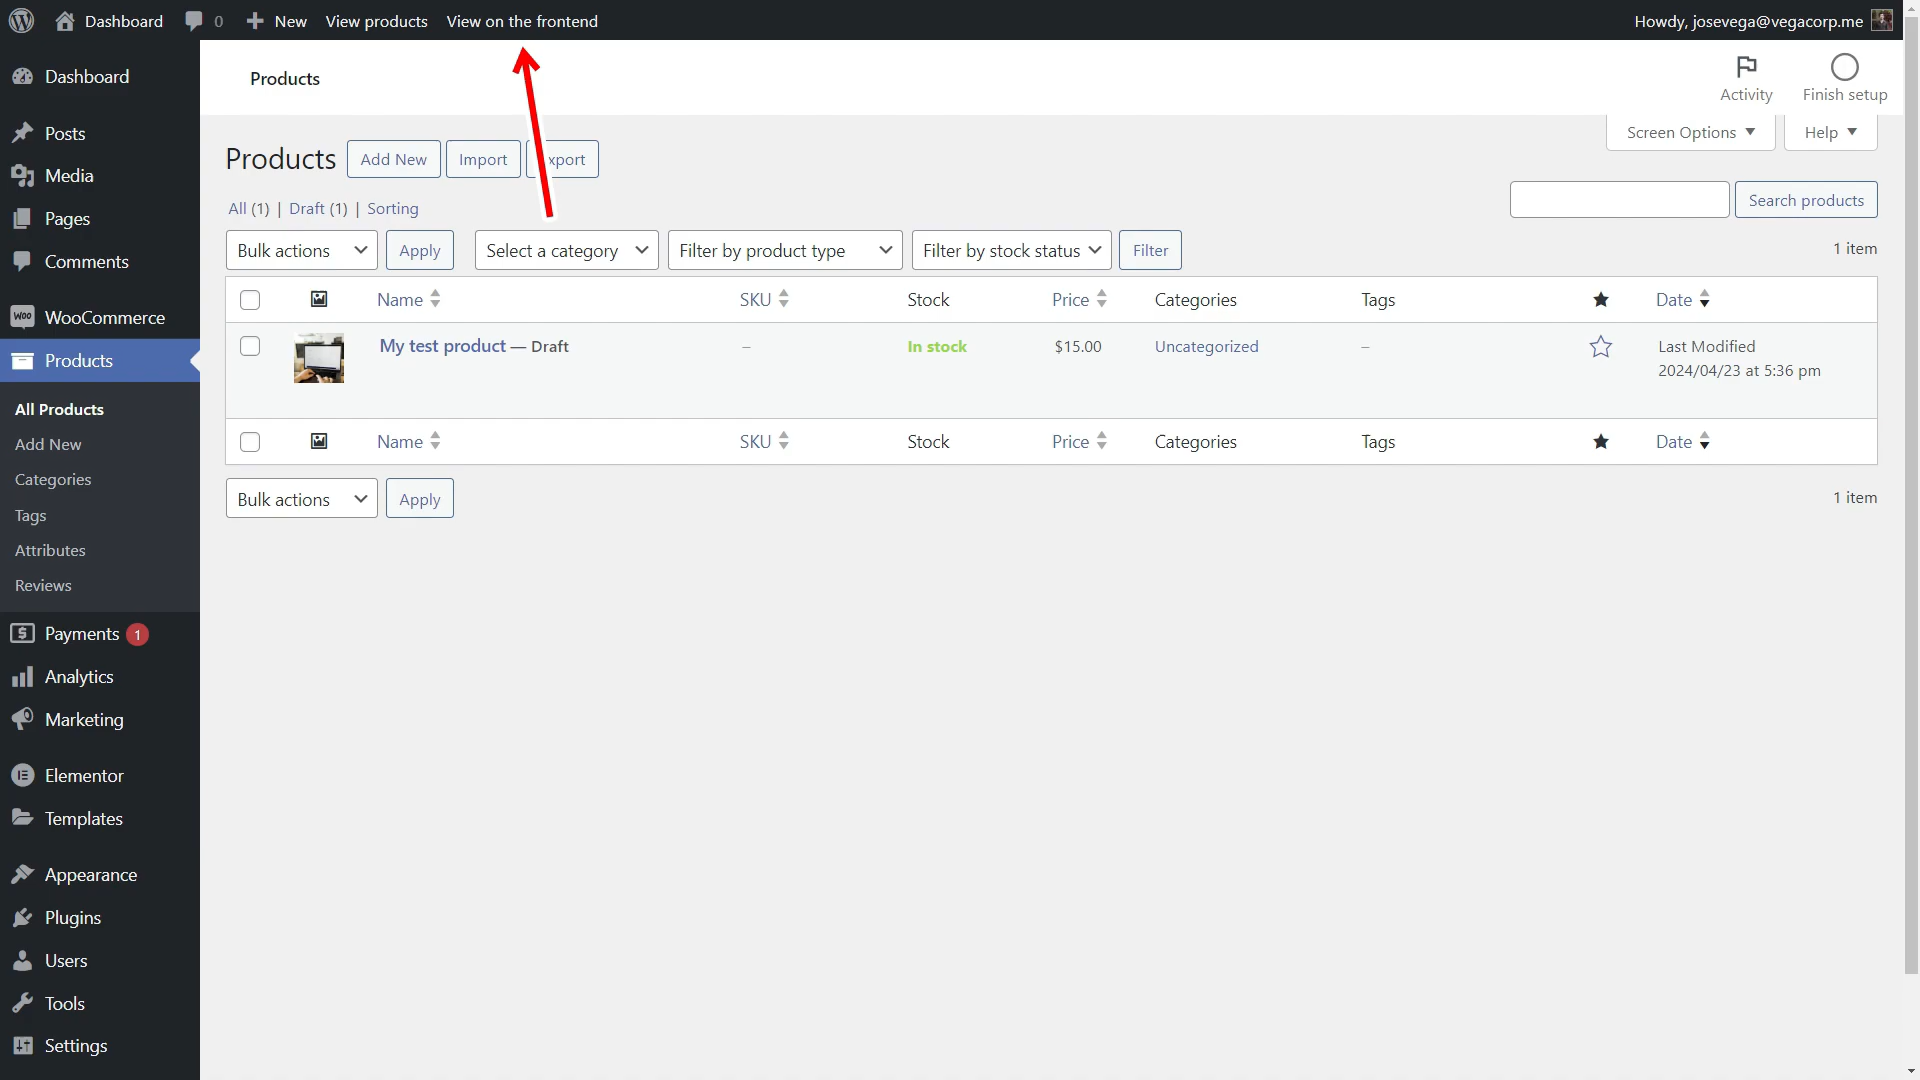 Dashboard 0 New View products View on the frontend Howdy, josevega@vegacorp.me
Dashboard
Posts
Media
Pages
Comments
WooCommerce
Products
All Products
Add New
Categories
Tags
Attributes
Reviews
Payments 1
Analytics
Marketing
Elementor
Templates
Appearance
Plugins
Users
Tools
Settings
Products
Activity Finish setup
Screen Options Help
Products Add New Import xport
All (1) | Draft (1) | Sorting
Search products
Bulk actions Apply Select a category Filter by product type Filter by stock status Filter 1 item
Name SKU Stock Price Categories Tags Date
My test product — Draft – In stock $15.00 Uncategorized – Last Modified
2024/04/23 at 5:36 pm
Name SKU Stock Price Categories Tags Date
Bulk actions Apply 1 item